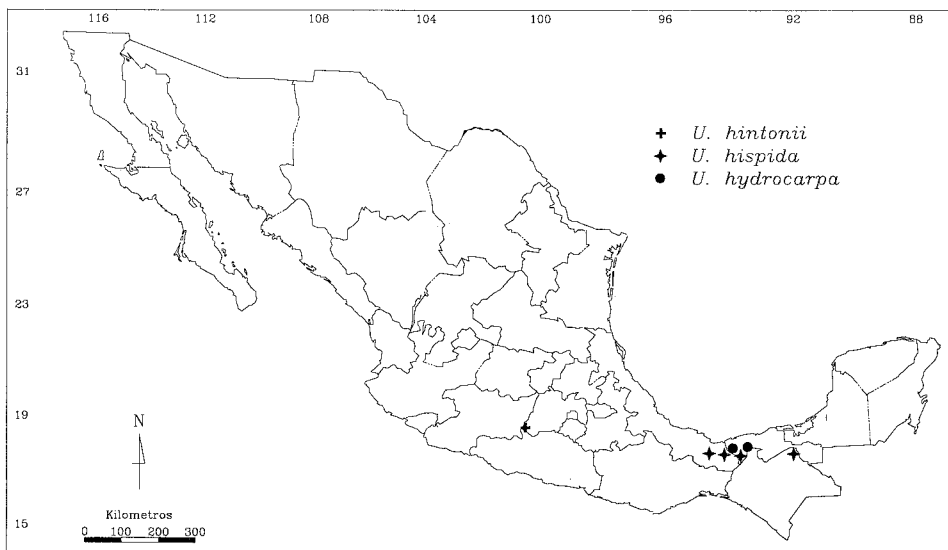 116 112 108 104 100 96 92 88
31
U. hintonii
U. hispida
U. hydrocarpa
27
23
19
N
15
Kilometros
0 100 200 300